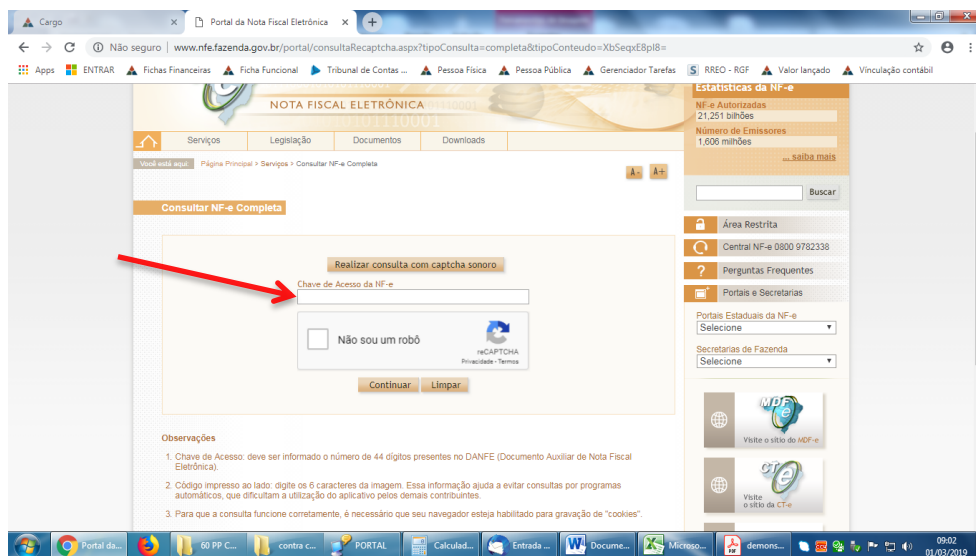 Cargo
Portal da Nota Fiscal Eletrônica
Não seguro | www.nfe.fazenda.gov.br/portal/consultaRecaptcha.aspx?tipoConsulta=completa&tipoConteudo=XbSeqxE8pI8=
Apps ENTRAR Fichas Financeiras Ficha Funcional Tribunal de Contas ... Pessoa Física Pessoa Pública Gerenciador Tarefas RREO - RGF Valor lançado Vinculação contábil
NOTA FISCAL ELETRÔNICA
Serviços Legislação Documentos Downloads
Você está aqui: Página Principal > Serviços > Consultar NF-e Completa
A- A+
Consultar NF-e Completa
Realizar consulta com captcha sonoro
Chave de Acesso da NF-e
Não sou um robô
reCAPTCHA
Privacidade - Termos
Continuar Limpar
Observações
1. Chave de Acesso: deve ser informado o número de 44 dígitos presentes no DANFE (Documento Auxiliar de Nota Fiscal
Eletrônica).
2. Código impresso ao lado: digite os 6 caracteres da imagem. Essa informação ajuda a evitar consultas por programas
automáticos, que dificultam a utilização do aplicativo pelos demais contribuintes.
3. Para que a consulta funcione corretamente, é necessário que seu navegador esteja habilitado para gravação de "cookies".
Estatísticas da NF-e
NF-e Autorizadas
21,251 bilhões
Número de Emissores
1,606 milhões
... saiba mais
Buscar
Área Restrita
Central NF-e 0800 9782338
Perguntas Frequentes
Portais e Secretarias
Portais Estaduais da NF-e
Selecione
Secretarias de Fazenda
Selecione
MDF e
Visite o sítio do MDF-e
CT e
Visite
o sítio da CT-e
Portal da... 60 PP C... contra c... PORTAL Calculad... Entrada ... Docume... Micros... demons... 09:02
01/03/2019